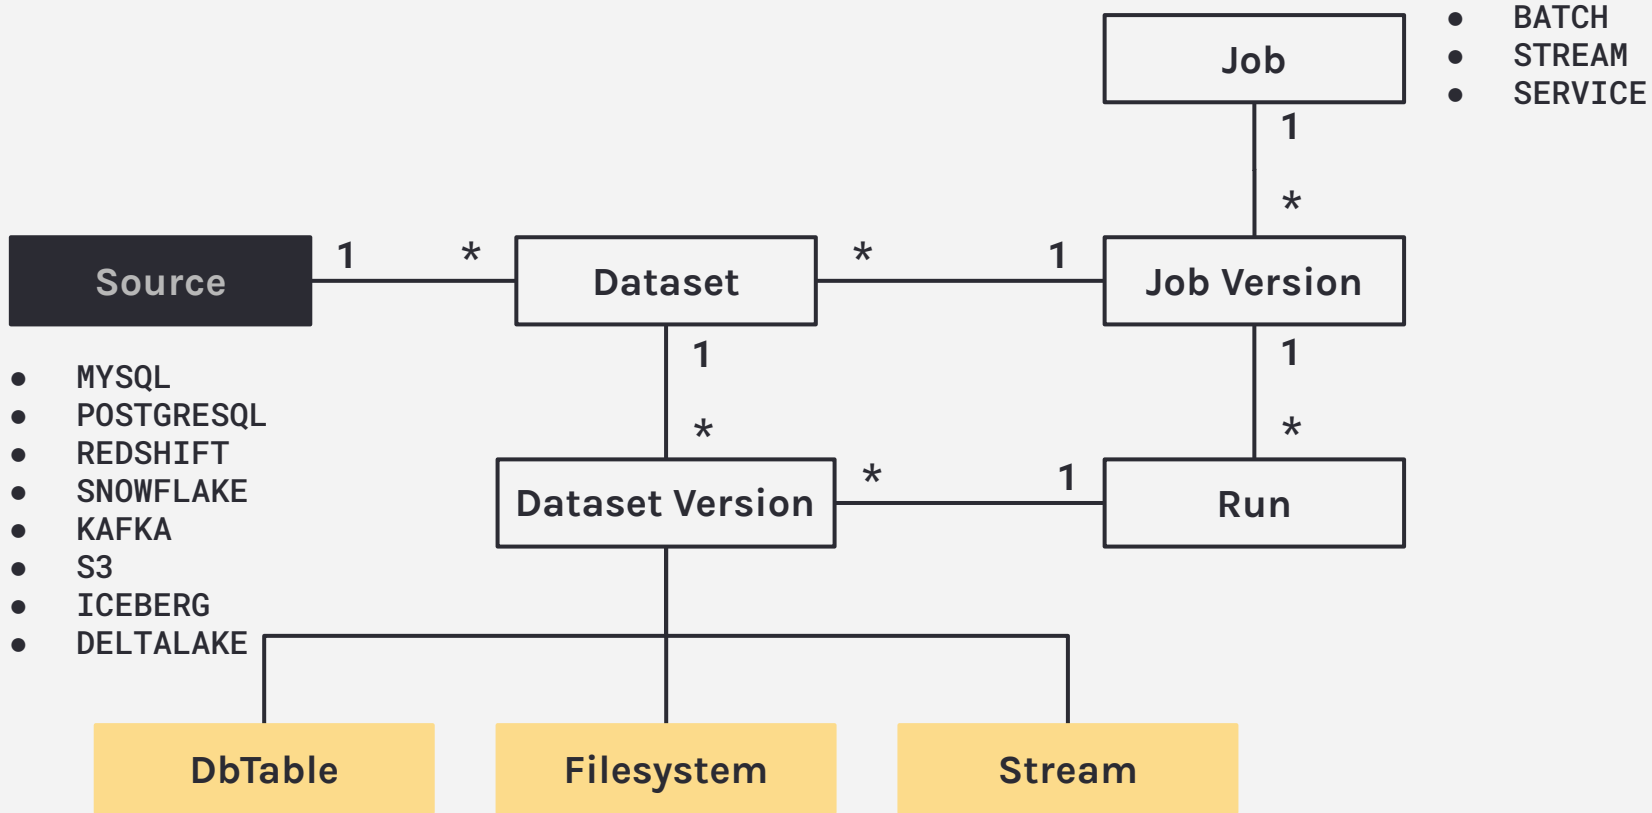 ● BATCH
Job
● STREAM
● SERVICE
1
*
Source
1 *
Dataset
* 1
Job Version
1
*
1
*
● MYSQL
● POSTGRESQL
● REDSHIFT
● SNOWFLAKE
● KAFKA
● S3
● ICEBERG
● DELTALAKE
Dataset Version
* 1
Run
DbTable
Filesystem
Stream